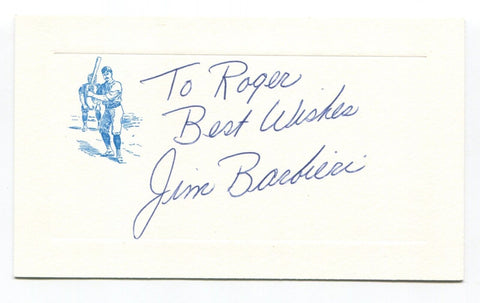 To Roger
Best Wishes
Jim Barbieri